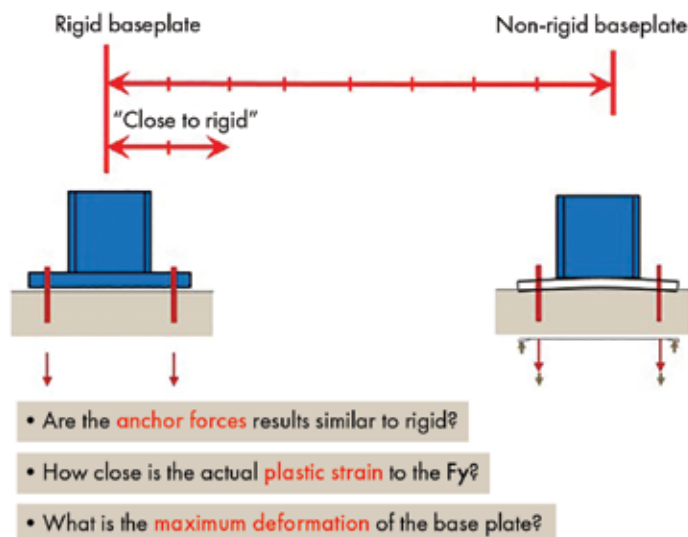 Rigid baseplate
Non-rigid baseplate
“Close to rigid”
• Are the anchor forces results similar to rigid?
• How close is the actual plastic strain to the Fy?
• What is the maximum deformation of the base plate?